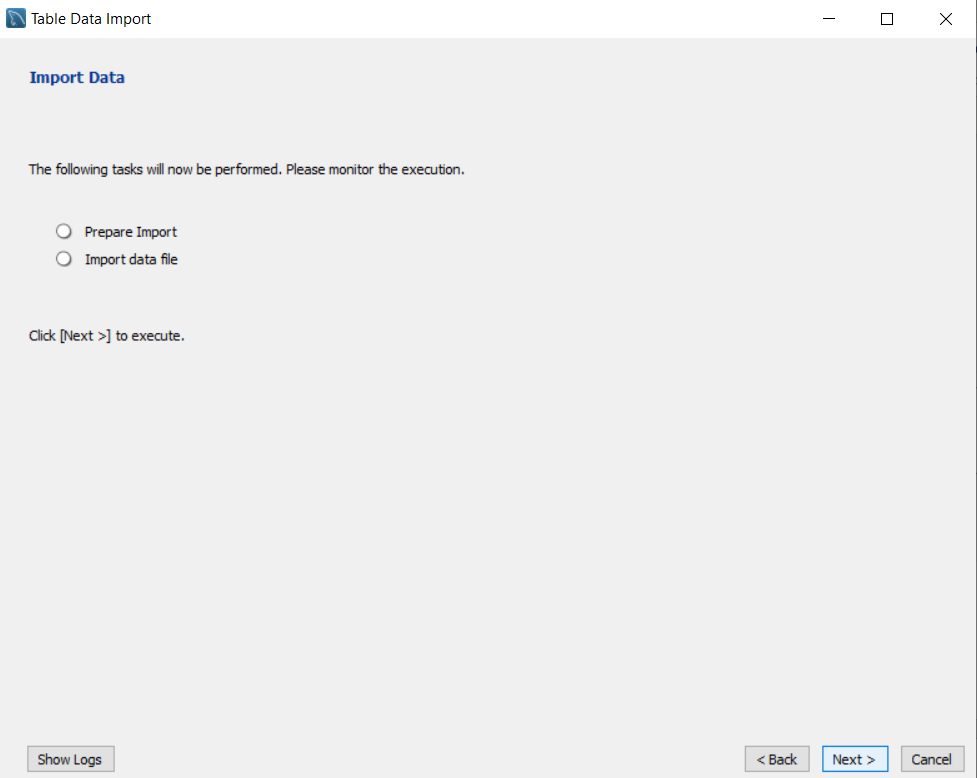 Table Data Import
Import Data
The following tasks will now be performed. Please monitor the execution.
Prepare Import
Import data file
Click [Next >] to execute.
Show Logs
< Back
Next >
Cancel